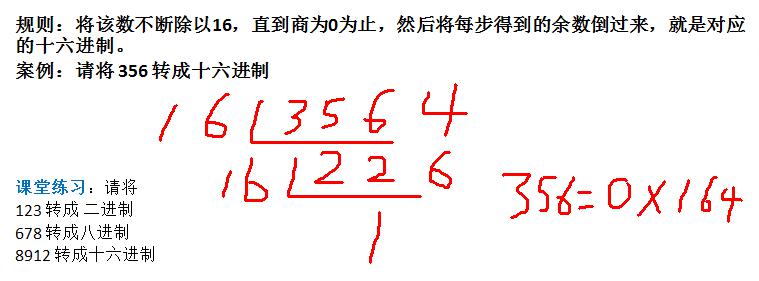 规则：将该数不断除以16，直到商为0为止，然后将每步得到的余数倒过来，就是对应
的十六进制。
案例：请将 356 转成十六进制
16 356 4
16 22 6
1
356=0X164
课堂练习：请将
123 转成 二进制
678 转成八进制
8912 转成十六进制